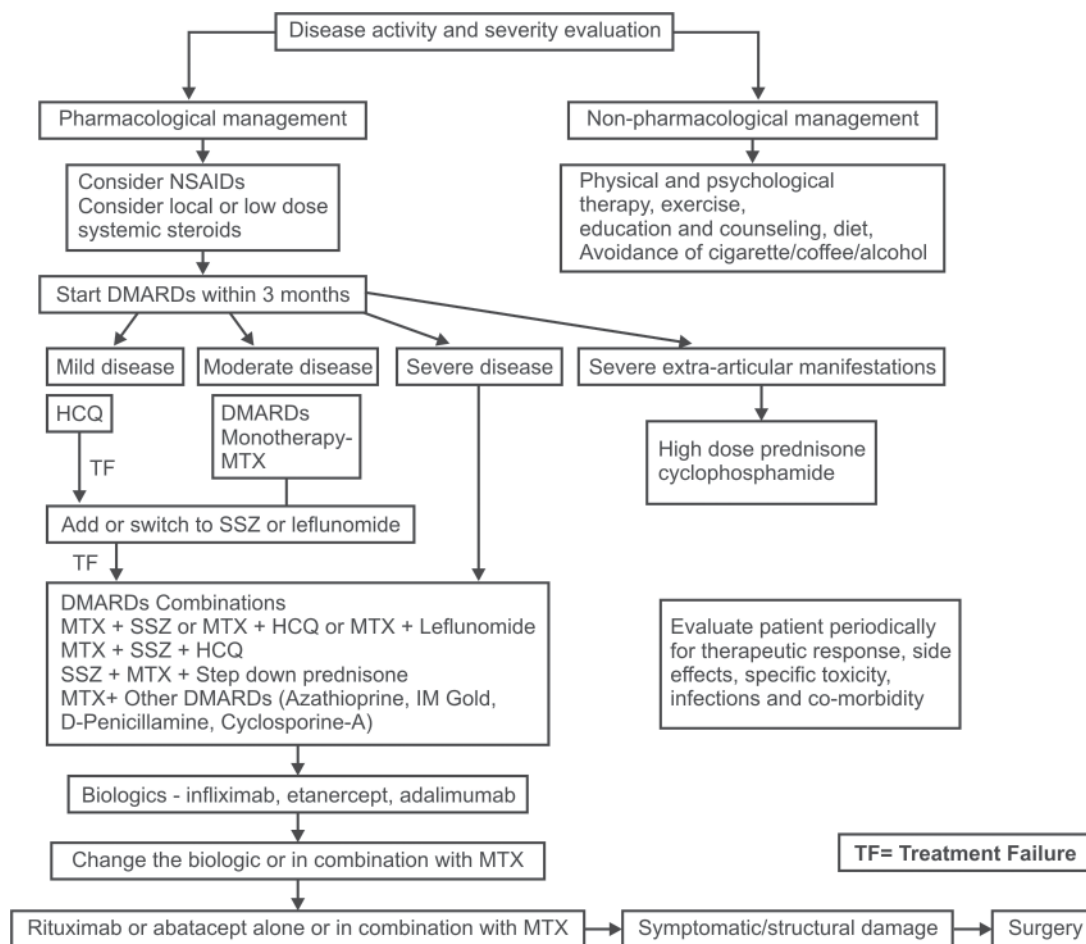 Disease activity and severity evaluation
Pharmacological management
Non-pharmacological management
Consider NSAIDs
Consider local or low dose
systemic steroids
Physical and psychological
therapy, exercise,
education and counseling, diet,
Avoidance of cigarette/coffee/alcohol
Start DMARDs within 3 months
Mild disease
Moderate disease
Severe disease
Severe extra-articular manifestations
HCQ
DMARDs
Monotherapy-
MTX
High dose prednisone
cyclophosphamide
TF
Add or switch to SSZ or leflunomide
TF
DMARDs Combinations
MTX + SSZ or MTX + HCQ or MTX + Leflunomide
MTX + SSZ + HCQ
SSZ + MTX + Step down prednisone
MTX+ Other DMARDs (Azathioprine, IM Gold,
D-Penicillamine, Cyclosporine-A)
Evaluate patient periodically
for therapeutic response, side
effects, specific toxicity,
infections and co-morbidity
Biologics - infliximab, etanercept, adalimumab
Change the biologic or in combination with MTX
TF= Treatment Failure
Rituximab or abatacept alone or in combination with MTX
Symptomatic/structural damage
Surgery